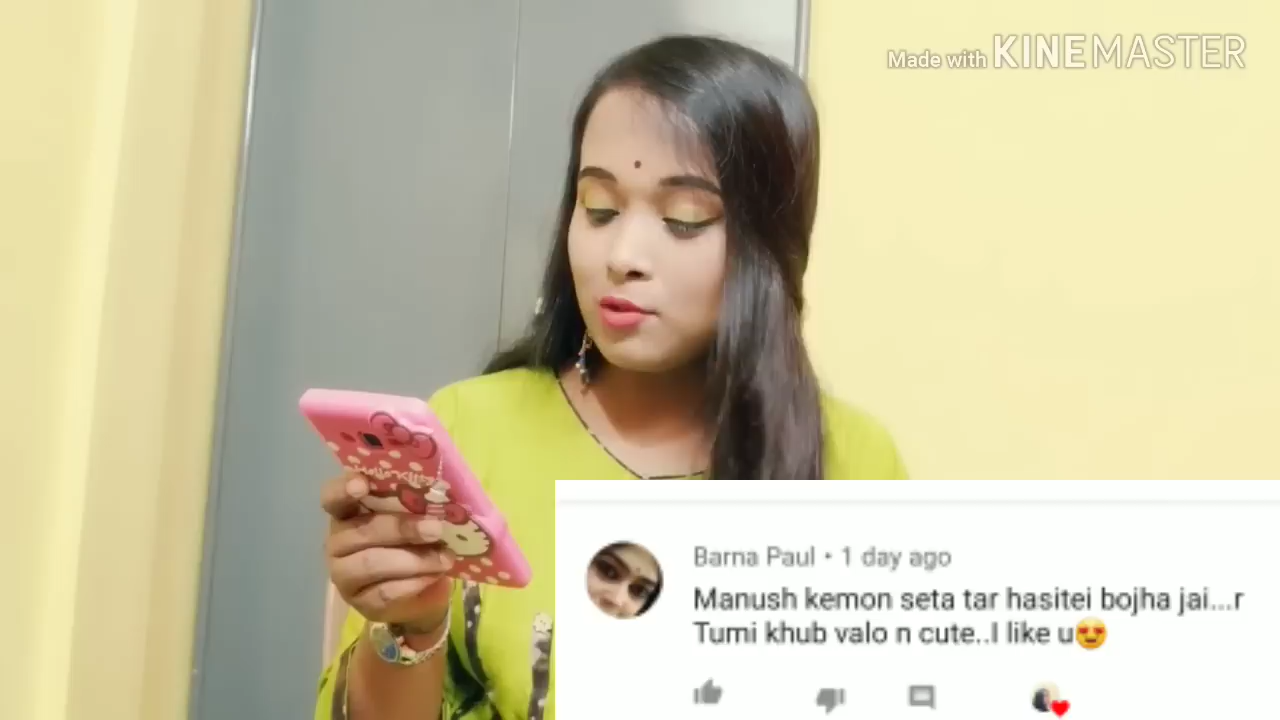 Made with KINEMASTER
Barna Paul • 1 day ago
Manush kemon seta tar hasitei bojha jai...r
Tumi khub valo n cute..I like u😍